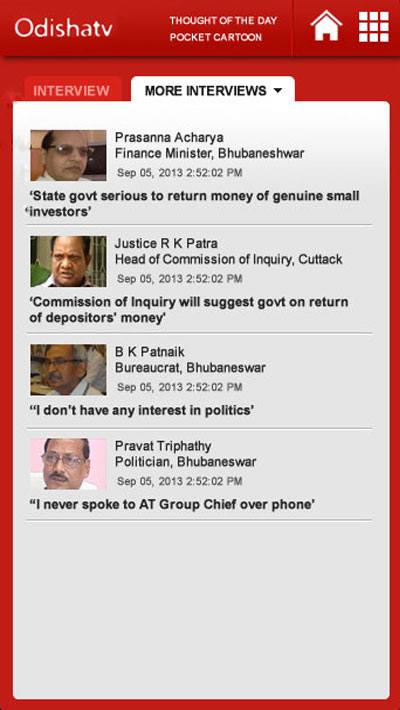 Odishatv
THOUGHT OF THE DAY
POCKET CARTOON
INTERVIEW
MORE INTERVIEWS
Prasanna Acharya
Finance Minister, Bhubaneshwar
Sep 05, 2013 2:52:02 PM
‘State govt serious to return money of genuine small
‘investors’
Justice R K Patra
Head of Commission of Inquiry, Cuttack
Sep 05, 2013 2:52:02 PM
‘Commission of Inquiry will suggest govt on return
of depositors' money'
B K Patnaik
Bureaucrat, Bhubaneswar
Sep 05, 2013 2:52:02 PM
“I don’t have any interest in politics’
Pravat Triphathy
Politician, Bhubaneswar
Sep 05, 2013 2:52:02 PM
“I never spoke to AT Group Chief over phone’